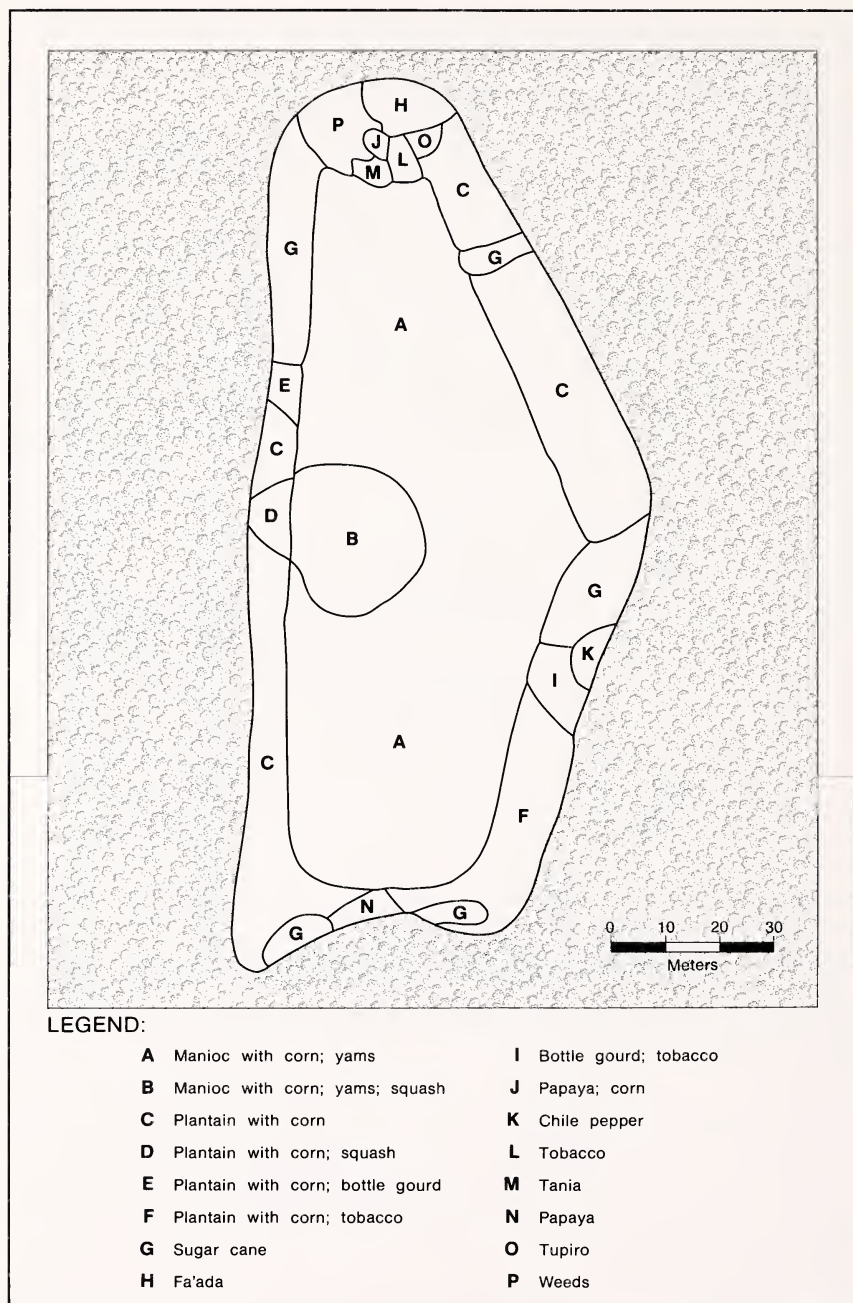 H
P
J
O
L
M
C
G
G
A
E
C
C
D
B
G
K
I
A
C
F
N
G
G
0 10 20 30
Meters
LEGEND:
A Manioc with corn; yams
B Manioc with corn; yams; squash
C Plantain with corn
D Plantain with corn; squash
E Plantain with corn; bottle gourd
F Plantain with corn; tobacco
G Sugar cane
H Fa'ada
I Bottle gourd; tobacco
J Papaya; corn
K Chile pepper
L Tobacco
M Tania
N Papaya
O Tupiro
P Weeds